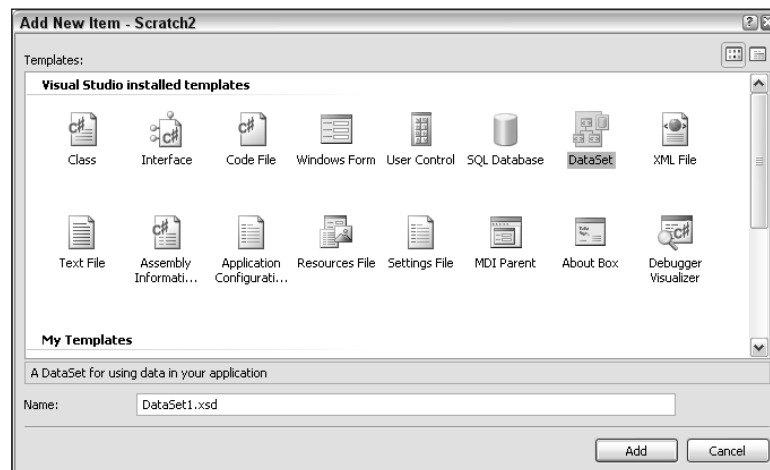 Add New Item - Scratch2
Templates:
Visual Studio installed templates
Class
Interface
Code File
Windows Form
User Control
SQL Database
DataSet
XML File
Text File
Assembly
Informati...
Application
Configurati...
Resources File
Settings File
MDI Parent
About Box
Debugger
Visualizer
My Templates
A DataSet for using data in your application
Name:
DataSet1.xsd
Add
Cancel